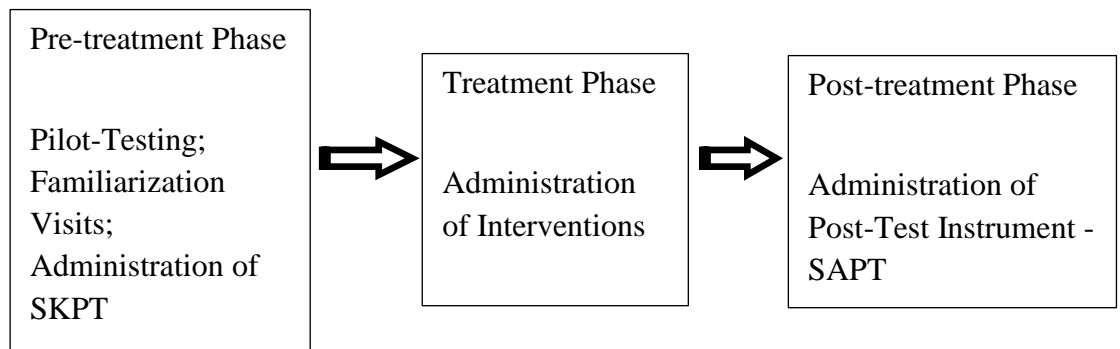 Pre-treatment Phase
Pilot-Testing;
Familiarization
Visits;
Administration of
SKPT
Treatment Phase
Administration
of Interventions
Post-treatment Phase
Administration of
Post-Test Instrument -
SAPT